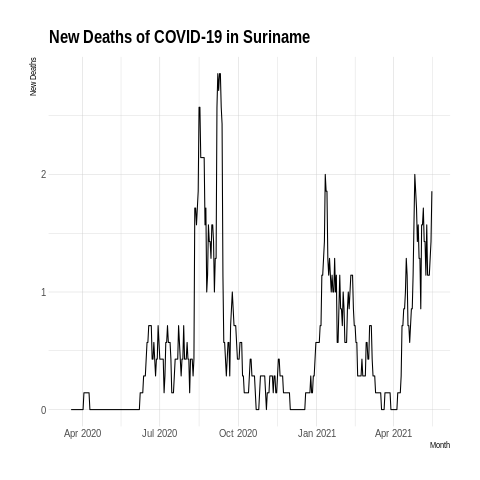 New Deaths of COVID-19 in Suriname
New Deaths
2
1
0
Apr 2020 Jul 2020 Oct 2020 Jan 2021 Apr 2021
Month